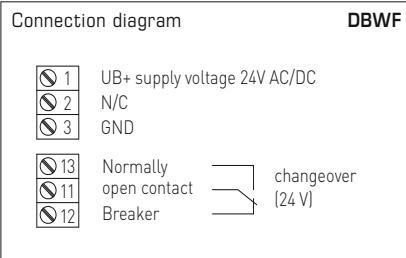 Connection diagram DBWF
1 UB+ supply voltage 24V AC/DC
2 N/C
3 GND
13 Normally
11 open contact
12 Breaker
changeover
(24 V)